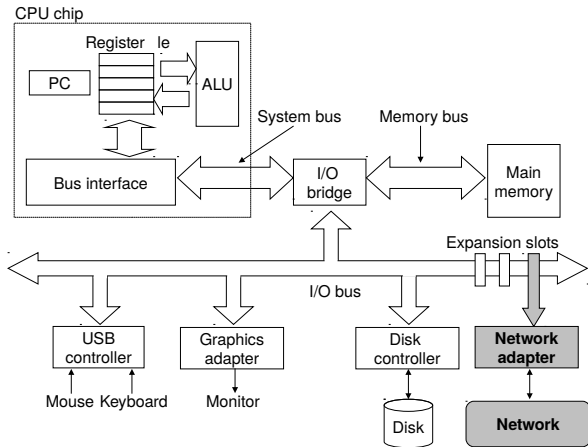 CPU chip
Register le
PC
ALU
System bus
Memory bus
Bus interface
I/O
bridge
Main
memory
Expansion slots
I/O bus
USB
controller
Graphics
adapter
Disk
controller
Network
adapter
Mouse Keyboard
Monitor
Disk
Network